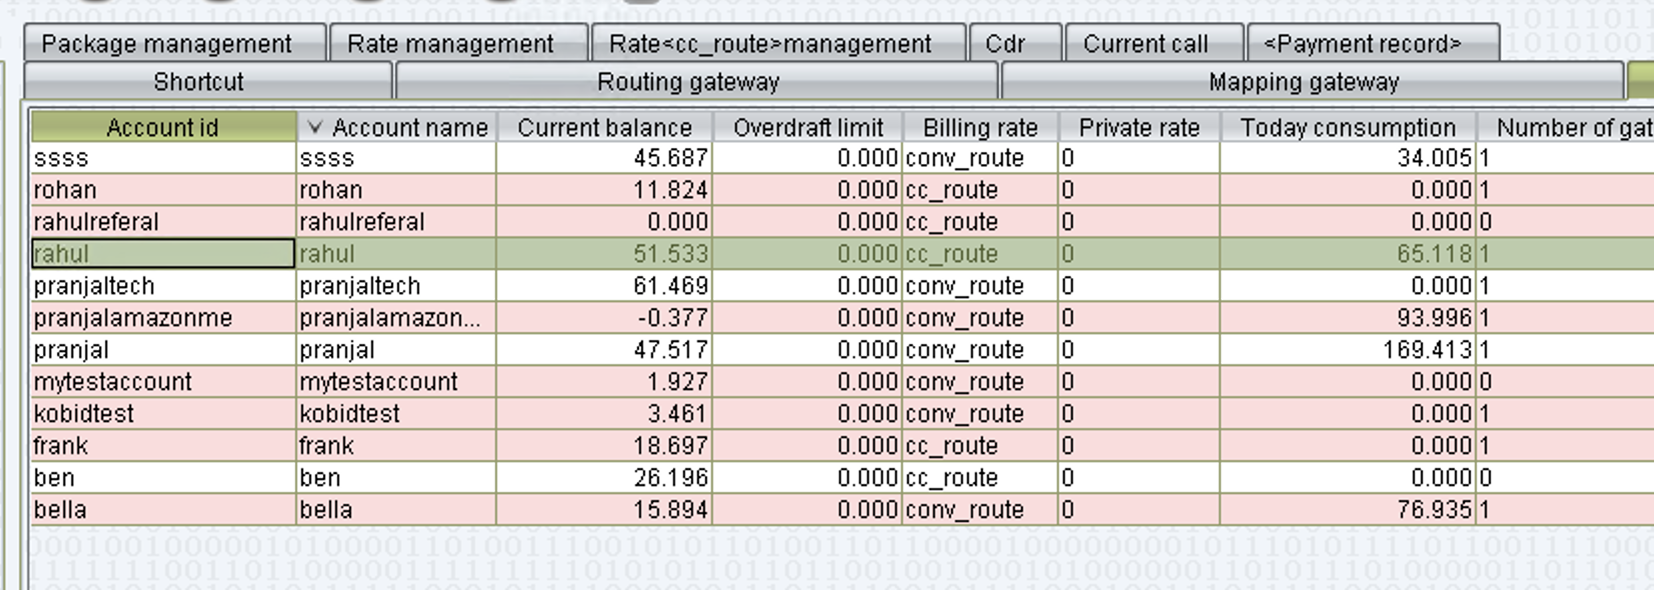 Package management Rate management Rate<cc_route>management Cdr Current call <Payment record>
Shortcut Routing gateway Mapping gateway
Account id Account name Current balance Overdraft limit Billing rate Private rate Today consumption Number of gat
ssss ssss 45.687 0.000 conv_route 0 34.005 1
rohan rohan 11.824 0.000 cc_route 0 0.000 1
rahulreferal rahulreferal 0.000 0.000 cc_route 0 0.000 0
rahul rahul 51.533 0.000 cc_route 0 65.118 1
pranjaltech pranjaltech 61.469 0.000 conv_route 0 0.000 1
pranjalamazonme pranjalamazon... -0.377 0.000 conv_route 0 93.996 1
pranjal pranjal 47.517 0.000 conv_route 0 169.413 1
mytestaccount mytestaccount 1.927 0.000 conv_route 0 0.000 0
kobidtest kobidtest 3.461 0.000 conv_route 0 0.000 1
frank frank 18.697 0.000 cc_route 0 0.000 1
ben ben 26.196 0.000 cc_route 0 0.000 0
bella bella 15.894 0.000 conv_route 0 76.935 1